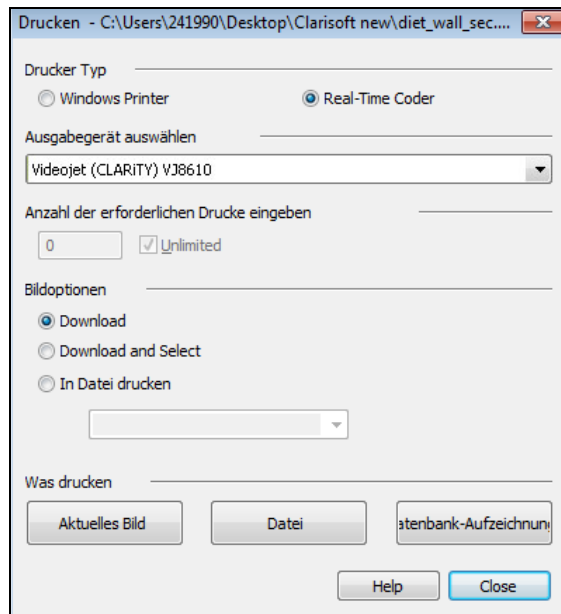 Drucken - C:\Users\241990\Desktop\Clarisoft new\diet_wall_sec....
Drucker Typ
Windows Printer
Real-Time Coder
Ausgabegerät auswählen
Videojet (CLARiTY) VJ8610
Anzahl der erforderlichen Drucke eingeben
0
Unlimited
Bildoptionen
Download
Download and Select
In Datei drucken
Was drucken
Aktuelles Bild
Datei
atenbank-Aufzeichnun
Help
Close